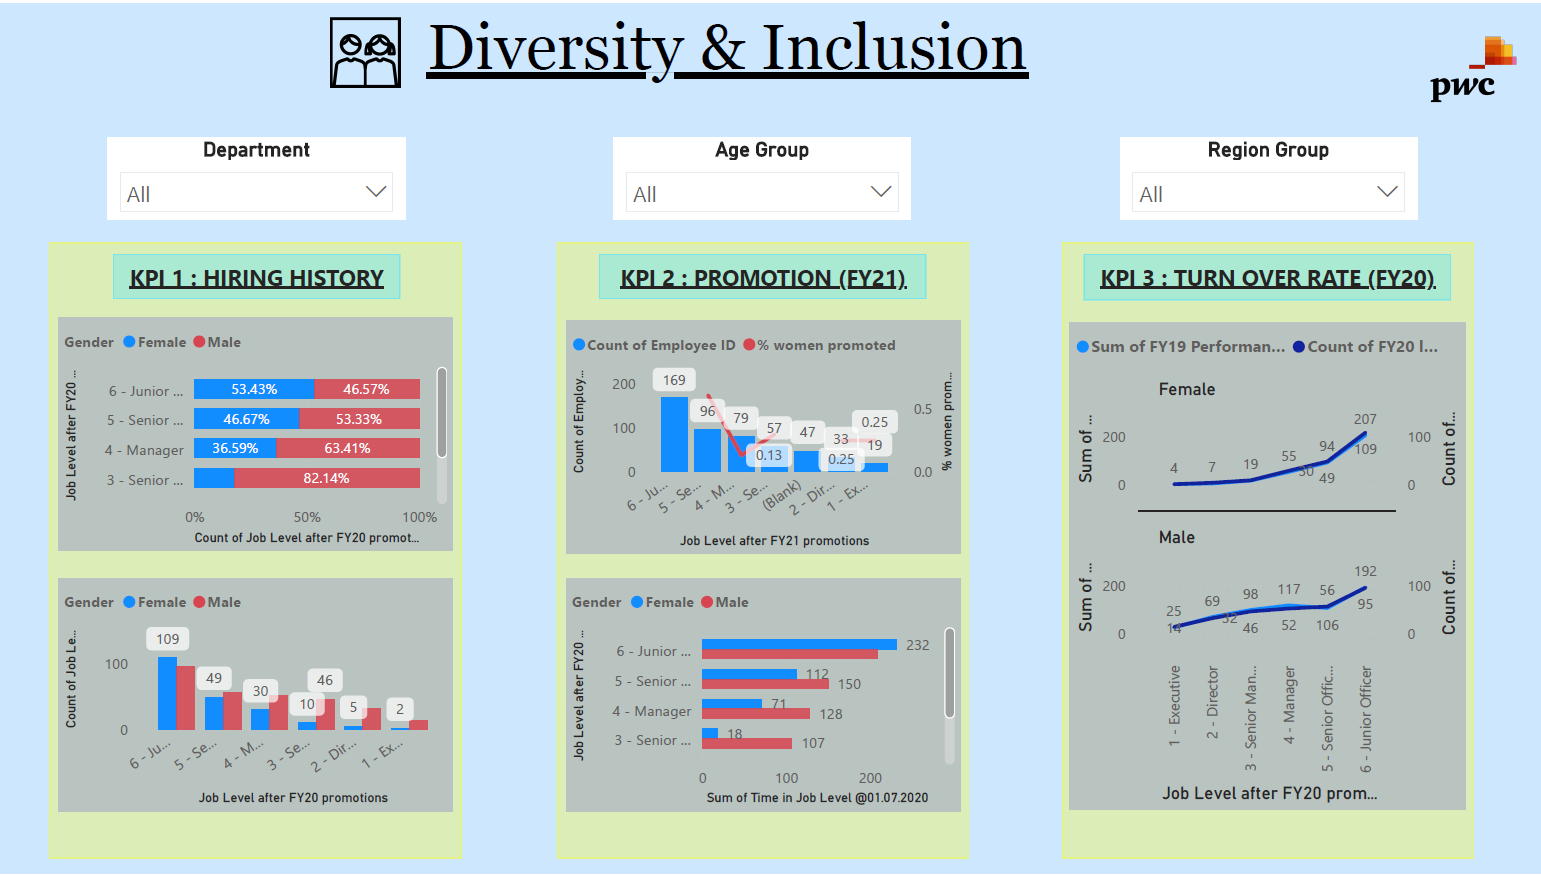 Diversity & Inclusion
pwc
Department
All
Age Group
All
Region Group
All
KPI 1 : HIRING HISTORY
Gender Female Male
Job Level after FY20 ...
6 - Junior ... 53.43% 46.57%
5 - Senior ... 46.67% 53.33%
4 - Manager 36.59% 63.41%
3 - Senior ... 82.14%
0% 50% 100%
Count of Job Level after FY20 promot...
Gender Female Male
Count of Job Le...
100
0
109
49
30
10
46
5
2
6 - Ju... 5 - Se... 4 - M... 3 - Se... 2 - Dir... 1 - Ex...
Job Level after FY20 promotions
KPI 2 : PROMOTION (FY21)
Count of Employee ID % women promoted
Count of Employ...
200
100
0
169
96
79
57
47
33
19
0.13
0.25
0.25
0.5
0.0
% women prom...
6 - Ju... 5 - Se... 4 - M... 3 - Se... (Blank) 2 - Dir... 1 - Ex...
Job Level after FY21 promotions
Gender Female Male
Job Level after FY20 ...
6 - Junior ... 232
5 - Senior ... 112
150
4 - Manager 71
128
3 - Senior ... 18
107
0 100 200
Sum of Time in Job Level @01.07.2020
KPI 3 : TURN OVER RATE (FY20)
Sum of FY19 Performan... Count of FY20 l...
Female
Sum of ...
200
0
4 7 19 55 94 207
30 49 109
100
0
Count of...
Male
Sum of ...
200
0
25 69 98 117 56 192
14 32 46 52 106 95
100
0
Count of...
1 - Executive
2 - Director
3 - Senior Man...
4 - Manager
5 - Senior Offic...
6 - Junior Officer
Job Level after FY20 prom...